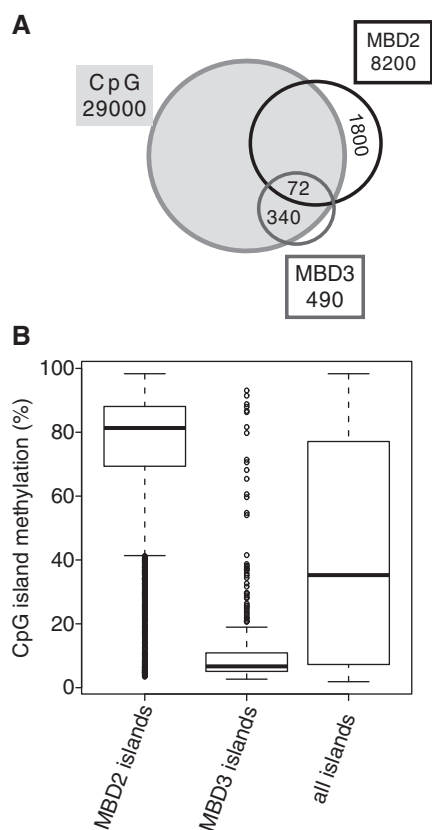 A
MBD2
8200
CpG
29000
1800
72
340
MBD3
490
B
CpG island methylation (%)
100
80
60
40
20
0
MBD2 islands
MBD3 islands
all islands